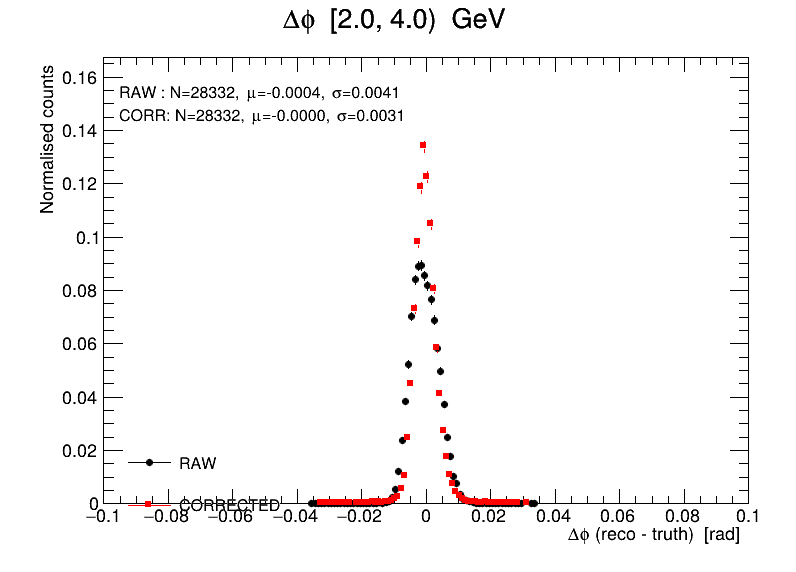 Δϕ [2.0, 4.0) GeV
Normalised counts
RAW : N=28332, μ=-0.0004, σ=0.0041
CORR: N=28332, μ=-0.0000, σ=0.0031
0.16
0.14
0.12
0.1
0.08
0.06
0.04
0.02
0
RAW
CORRECTED
−0.1 −0.08 −0.06 −0.04 −0.02 0 0.02 0.04 0.06 0.08 0.1
Δϕ (reco - truth) [rad]